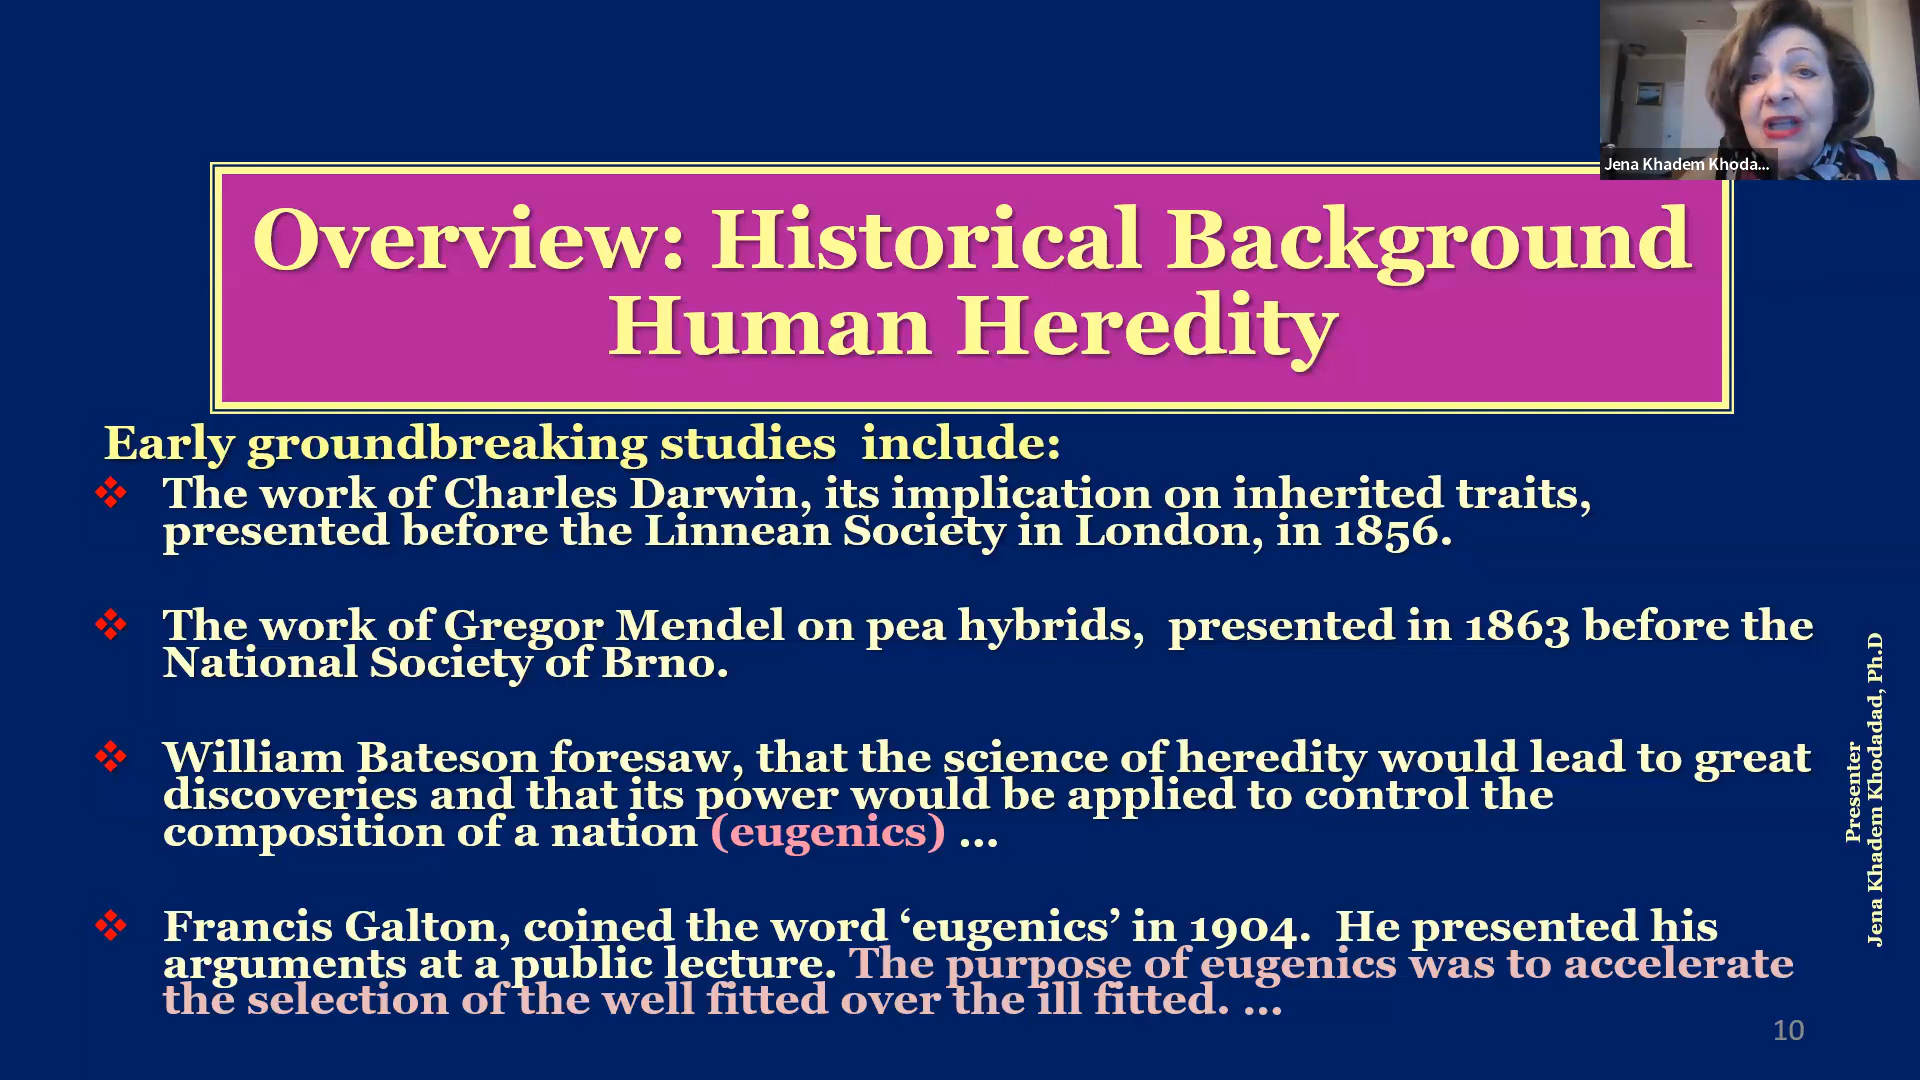 Jena Khadem Khoda...
Overview: Historical Background
Human Heredity
Early groundbreaking studies include:
❖ The work of Charles Darwin, its implication on inherited traits,
presented before the Linnean Society in London, in 1856.
❖ The work of Gregor Mendel on pea hybrids, presented in 1863 before the
National Society of Brno.
❖ William Bateson foresaw, that the science of heredity would lead to great
discoveries and that its power would be applied to control the
composition of a nation (eugenics) ...
❖ Francis Galton, coined the word ‘eugenics’ in 1904. He presented his
arguments at a public lecture. The purpose of eugenics was to accelerate
the selection of the well fitted over the ill fitted. ...
Presenter
Jena Khadem Khodadad, Ph.D
10